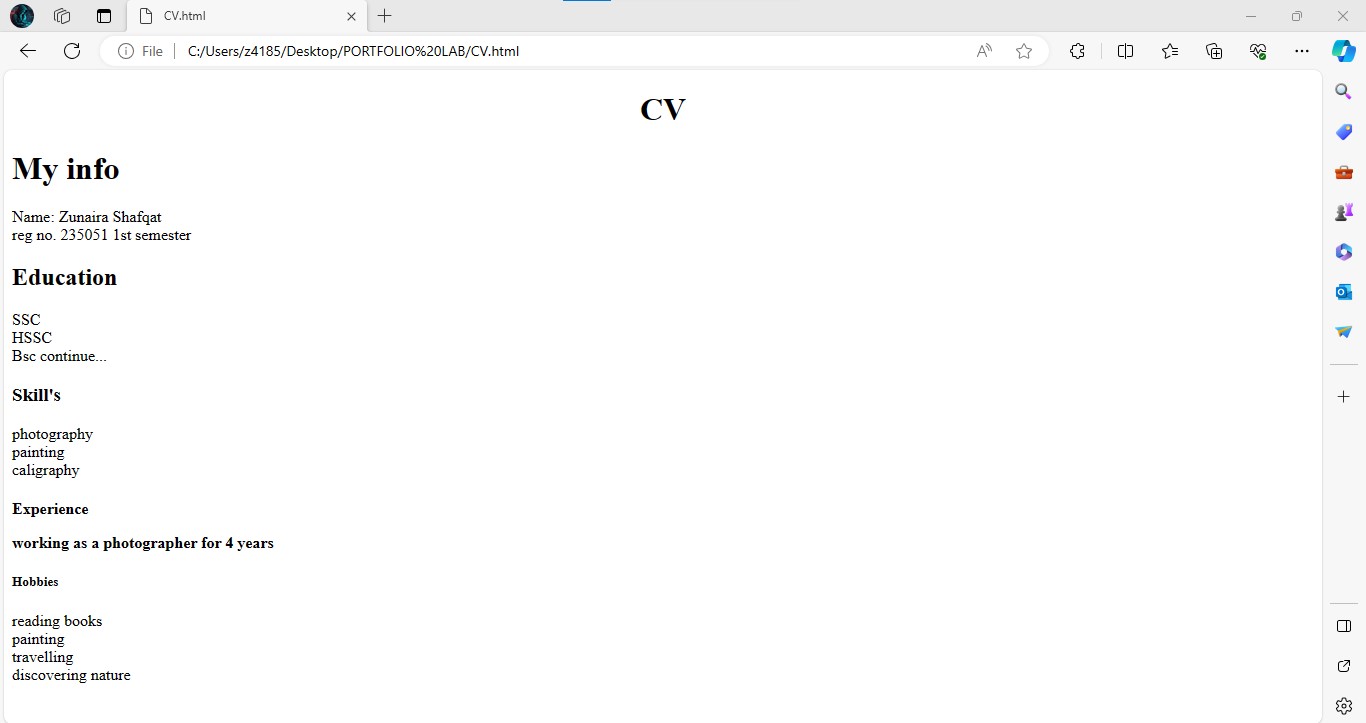 CV.html
File
C:/Users/z4185/Desktop/PORTFOLIO%20LAB/CV.html
CV
My info
Name: Zunaira Shafqat
reg no. 235051 1st semester
Education
SSC
HSSC
Bsc continue...
Skill's
photography
painting
caligraphy
Experience
working as a photographer for 4 years
Hobbies
reading books
painting
travelling
discovering nature